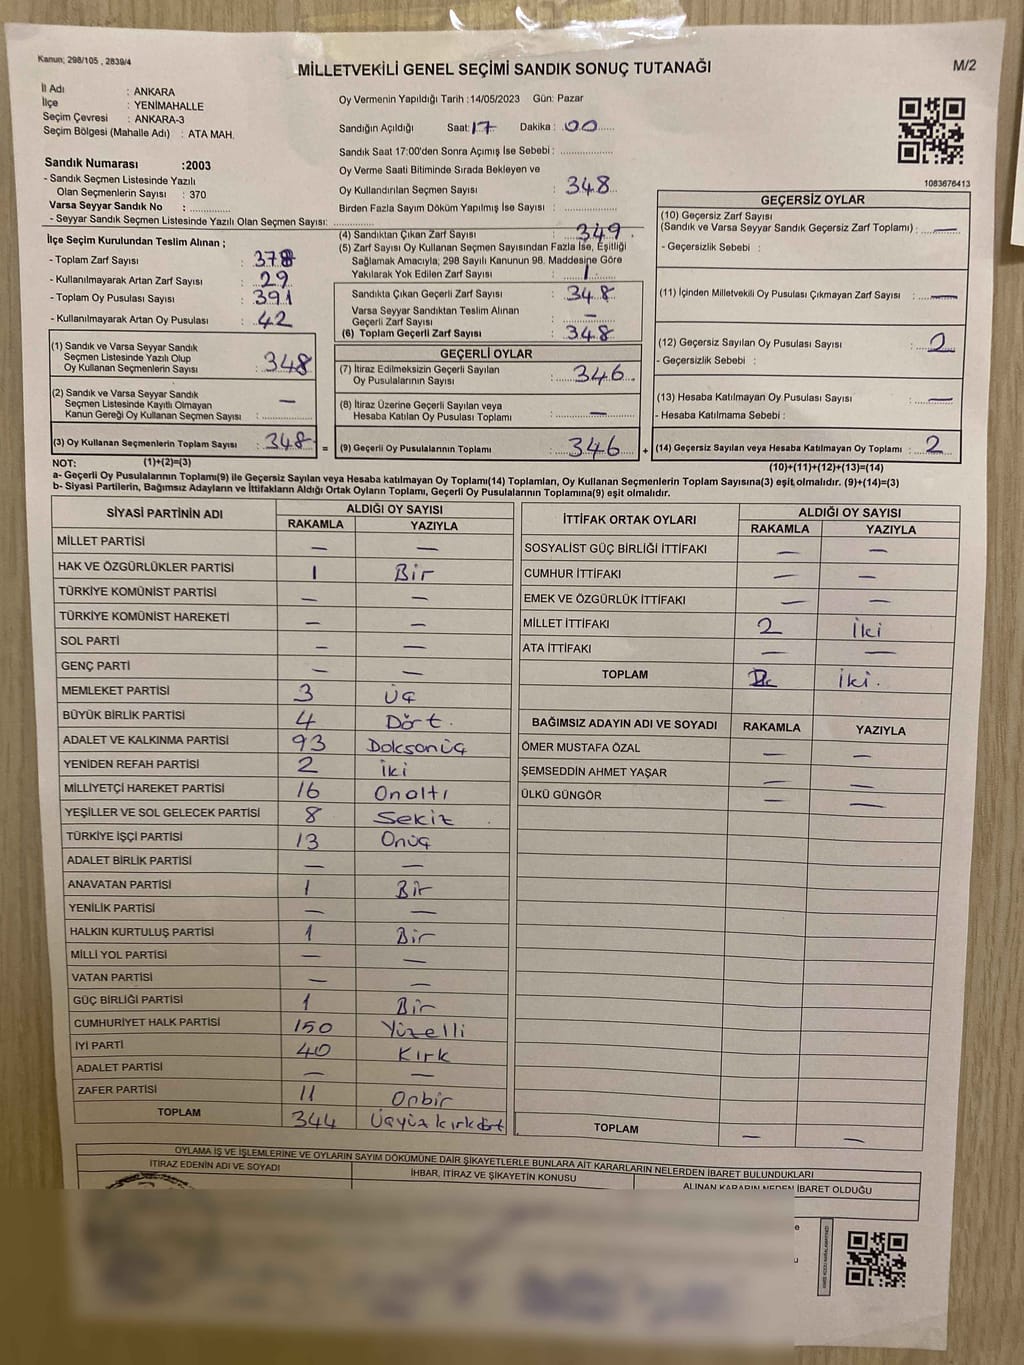 Kanun; 298/105 , 2839/4
MİLLETVEKİLİ GENEL SEÇİMİ SANDIK SONUÇ TUTANAĞI
M/2
İl Adı : ANKARA
İlçe : YENİMAHALLE
Seçim Çevresi : ANKARA-3
Seçim Bölgesi (Mahalle Adı) : ATA MAH.
Sandık Numarası :2003
- Sandık Seçmen Listesinde Yazılı
Olan Seçmenlerin Sayısı : 370
Varsa Seyyar Sandık No : ..............
- Seyyar Sandık Seçmen Listesinde Yazılı Olan Seçmen Sayısı: ..............
Oy Vermenin Yapıldığı Tarih :14/05/2023 Gün: Pazar
Sandığın Açıldığı Saat: 17 Dakika : 00
Sandık Saat 17:00'den Sonra Açımış İse Sebebi : ..............
Oy Verme Saati Bitiminde Sırada Bekleyen ve
Oy Kullandırılan Seçmen Sayısı : 348
Birden Fazla Sayım Döküm Yapılmış İse Sayısı : ..............
1083676413
İlçe Seçim Kurulundan Teslim Alınan ;
- Toplam Zarf Sayısı : 378
- Kullanılmayarak Artan Zarf Sayısı : 29
- Toplam Oy Pusulası Sayısı : 391
- Kullanılmayarak Artan Oy Pusulası : 42
(4) Sandıktan Çıkan Zarf Sayısı : 349
(5) Zarf Sayısı Oy Kullanan Seçmen Sayısından Fazla İse, Eşitliği
Sağlamak Amacıyla; 298 Sayılı Kanunun 98. Maddesine Göre
Yakılarak Yok Edilen Zarf Sayısı : 1
Sandıkta Çıkan Geçerli Zarf Sayısı : 348
Varsa Seyyar Sandıktan Teslim Alınan
Geçerli Zarf Sayısı : —
(6) Toplam Geçerli Zarf Sayısı : 348
GEÇERSİZ OYLAR
(10) Geçersiz Zarf Sayısı
(Sandık ve Varsa Seyyar Sandık Geçersiz Zarf Toplamı) : —
- Geçersizlik Sebebi :
(11) İçinden Milletvekili Oy Pusulası Çıkmayan Zarf Sayısı : —
(12) Geçersiz Sayılan Oy Pusulası Sayısı : 2
- Geçersizlik Sebebi :
(13) Hesaba Katılmayan Oy Pusulası Sayısı : —
- Hesaba Katılmama Sebebi :
(14) Geçersiz Sayılan veya Hesaba Katılmayan Oy Toplamı : 2
(10)+(11)+(12)+(13)=(14)
(1) Sandık ve Varsa Seyyar Sandık
Seçmen Listesinde Yazılı Olup
Oy Kullanan Seçmenlerin Sayısı : 348
(2) Sandık ve Varsa Seyyar Sandık
Seçmen Listesinde Kayıtlı Olmayan
Kanun Gereği Oy Kullanan Seçmen Sayısı : —
(3) Oy Kullanan Seçmenlerin Toplam Sayısı : 348 =
GEÇERLİ OYLAR
(7) İtiraz Edilmeksizin Geçerli Sayılan
Oy Pusulalarının Sayısı : 346
(8) İtiraz Üzerine Geçerli Sayılan veya
Hesaba Katılan Oy Pusulası Toplamı : —
(9) Geçerli Oy Pusulalarının Toplamı : 346 +
NOT: (1)+(2)=(3)
a- Geçerli Oy Pusulalarının Toplamı(9) ile Geçersiz Sayılan veya Hesaba katılmayan Oy Toplamı(14) Toplamları, Oy Kullanan Seçmenlerin Toplam Sayısına(3) eşit olmalıdır. (9)+(14)=(3)
b- Siyasi Partilerin, Bağımsız Adayların ve İttifakların Aldığı Ortak Oyların Toplamı, Geçerli Oy Pusulalarının Toplamına(9) eşit olmalıdır.
SİYASİ PARTİNİN ADI ALDIĞI OY SAYISI
RAKAMLA YAZIYLA
MİLLET PARTİSİ — —
HAK VE ÖZGÜRLÜKLER PARTİSİ 1 Bir
TÜRKİYE KOMÜNİST PARTİSİ — —
TÜRKİYE KOMÜNİST HAREKETİ — —
SOL PARTİ — —
GENÇ PARTİ — —
MEMLEKET PARTİSİ 3 Üç
BÜYÜK BİRLİK PARTİSİ 4 Dört.
ADALET VE KALKINMA PARTİSİ 93 Doksanüç
YENİDEN REFAH PARTİSİ 2 iki
MİLLİYETÇİ HAREKET PARTİSİ 16 Onaltı
YEŞİLLER VE SOL GELECEK PARTİSİ 8 Sekiz
TÜRKİYE İŞÇİ PARTİSİ 13 Onüç
ADALET BİRLİK PARTİSİ — —
ANAVATAN PARTİSİ 1 Bir
YENİLİK PARTİSİ — —
HALKIN KURTULUŞ PARTİSİ 1 Bir
MİLLİ YOL PARTİSİ — —
VATAN PARTİSİ — —
GÜÇ BİRLİĞİ PARTİSİ 1 Bir
CUMHURİYET HALK PARTİSİ 150 Yüzelli
İYİ PARTİ 40 Kırk
ADALET PARTİSİ — —
ZAFER PARTİSİ 11 Onbir
TOPLAM 344 Üçyüz kırkdört
İTTİFAK ORTAK OYLARI ALDIĞI OY SAYISI
RAKAMLA YAZIYLA
SOSYALİST GÜÇ BİRLİĞİ İTTİFAKI — —
CUMHUR İTTİFAKI — —
EMEK VE ÖZGÜRLÜK İTTİFAKI — —
MİLLET İTTİFAKI 2 İki
ATA İTTİFAKI — —
TOPLAM İki.
BAĞIMSIZ ADAYIN ADI VE SOYADI RAKAMLA YAZIYLA
ÖMER MUSTAFA ÖZAL — —
ŞEMSEDDİN AHMET YAŞAR — —
ÜLKÜ GÜNGÖR — —
TOPLAM — —
OYLAMA İŞ VE İŞLEMLERİNE VE OYLARIN SAYIM DÖKÜMÜNE DAİR ŞİKAYETLERLE BUNLARA AİT KARARLARIN NELERDEN İBARET BULUNDUKLARI
İTİRAZ EDENİN ADI VE SOYADI İHBAR, İTİRAZ VE ŞİKAYETİN KONUSU ALINAN KARARIN NEDEN İBARET OLDUĞU